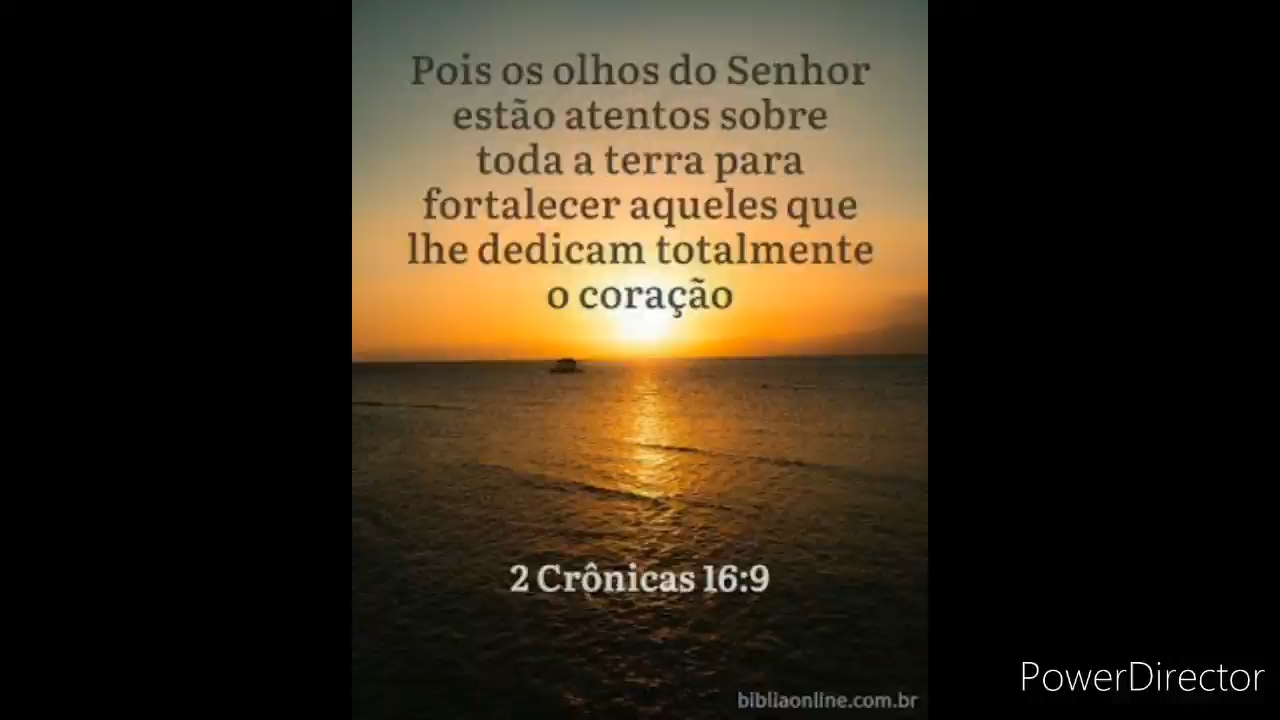 Pois os olhos do Senhor
estão atentos sobre
toda a terra para
fortalecer aqueles que
lhe dedicam totalmente
o coração
2 Crônicas 16:9
bibliaonline.com.br
PowerDirector